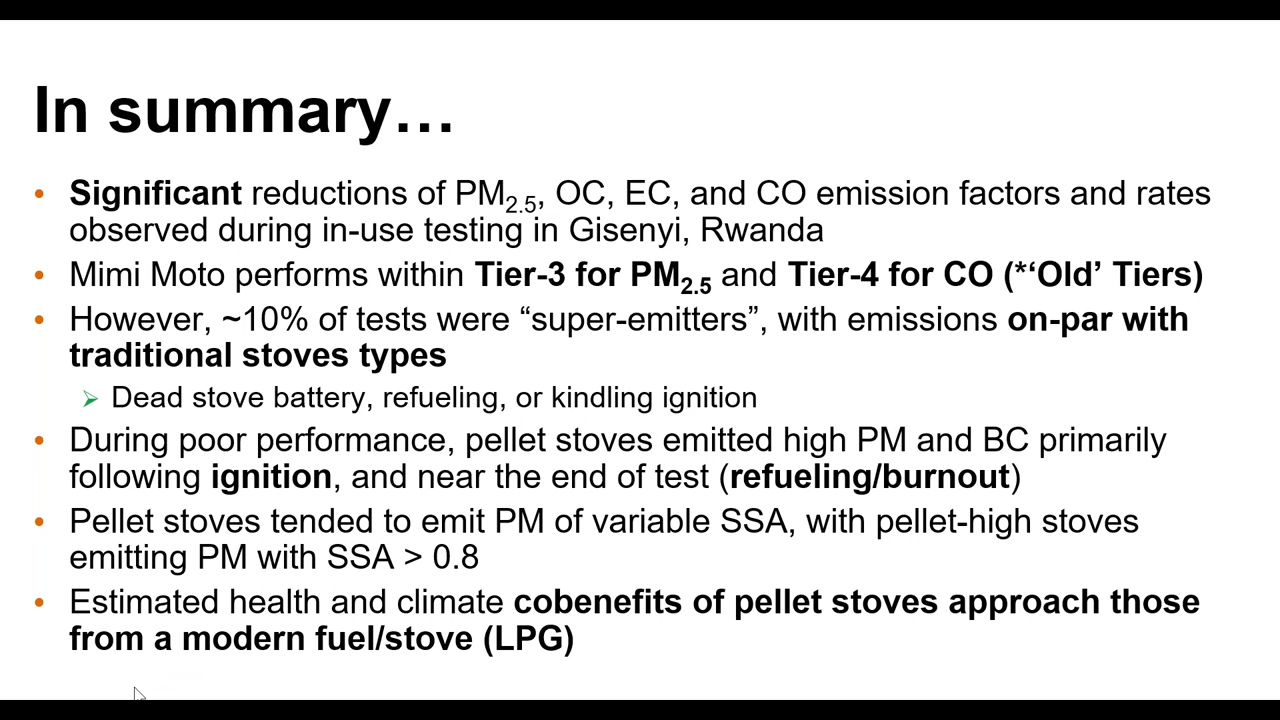 In summary…
• Significant reductions of PM2.5, OC, EC, and CO emission factors and rates
observed during in-use testing in Gisenyi, Rwanda
• Mimi Moto performs within Tier-3 for PM2.5 and Tier-4 for CO (*‘Old’ Tiers)
• However, ~10% of tests were “super-emitters”, with emissions on-par with
traditional stoves types
➢ Dead stove battery, refueling, or kindling ignition
• During poor performance, pellet stoves emitted high PM and BC primarily
following ignition, and near the end of test (refueling/burnout)
• Pellet stoves tended to emit PM of variable SSA, with pellet-high stoves
emitting PM with SSA > 0.8
• Estimated health and climate cobenefits of pellet stoves approach those
from a modern fuel/stove (LPG)